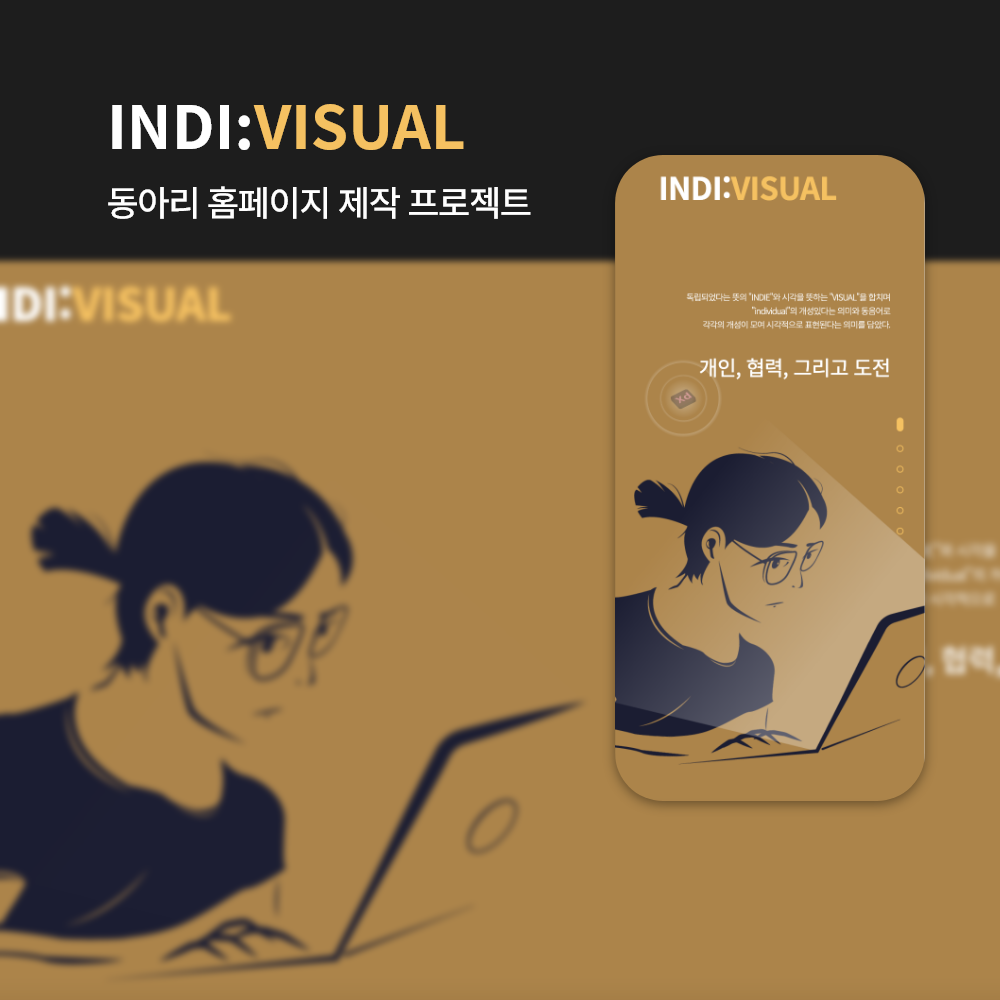 INDI:VISUAL
동아리 홈페이지 제작 프로젝트
INDI:VISUAL
독립되었다는 뜻의 "INDIE"와 시각을 뜻하는 "VISUAL"을 합치며
"individual"의 개성있다는 의미와 동음어로
각각의 개성이 모여 시각적으로 표현된다는 의미를 담았다.
개인, 협력, 그리고 도전
Xd
INDI:VISUAL
, 협력,